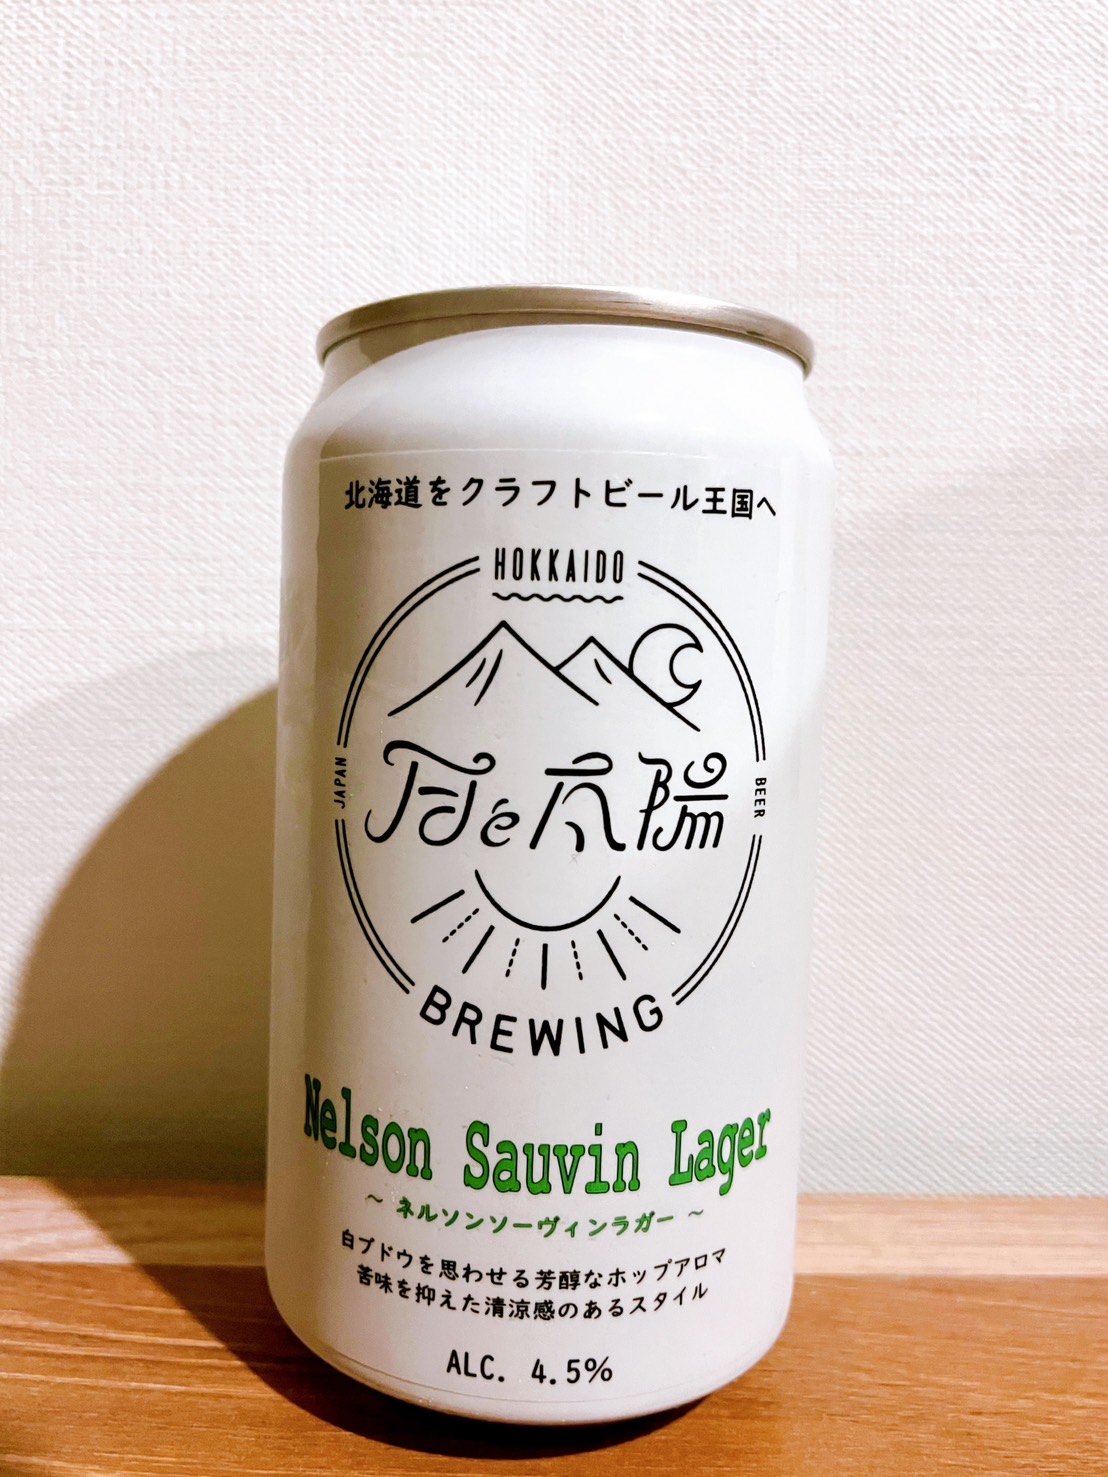 北海道をクラフトビール王国へ
HOKKAIDO
月と太陽
JAPAN
BEER
BREWING
Nelson Sauvin Lager
～ ネルソンソーヴィンラガー ～
白ブドウを思わせる芳醇なホップアロマ
苦味を抑えた清涼感のあるスタイル
ALC. 4.5%